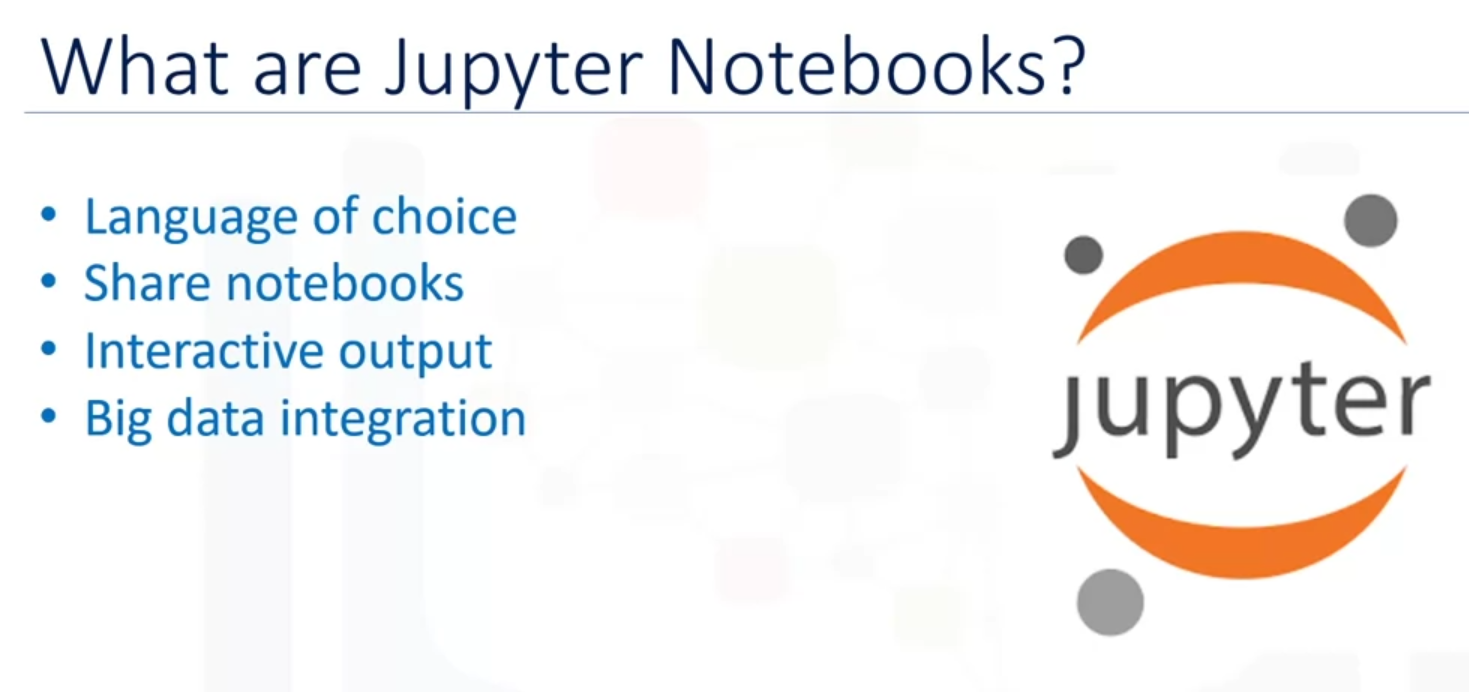 What are Jupyter Notebooks?
• Language of choice
• Share notebooks
• Interactive output
• Big data integration
jupyter